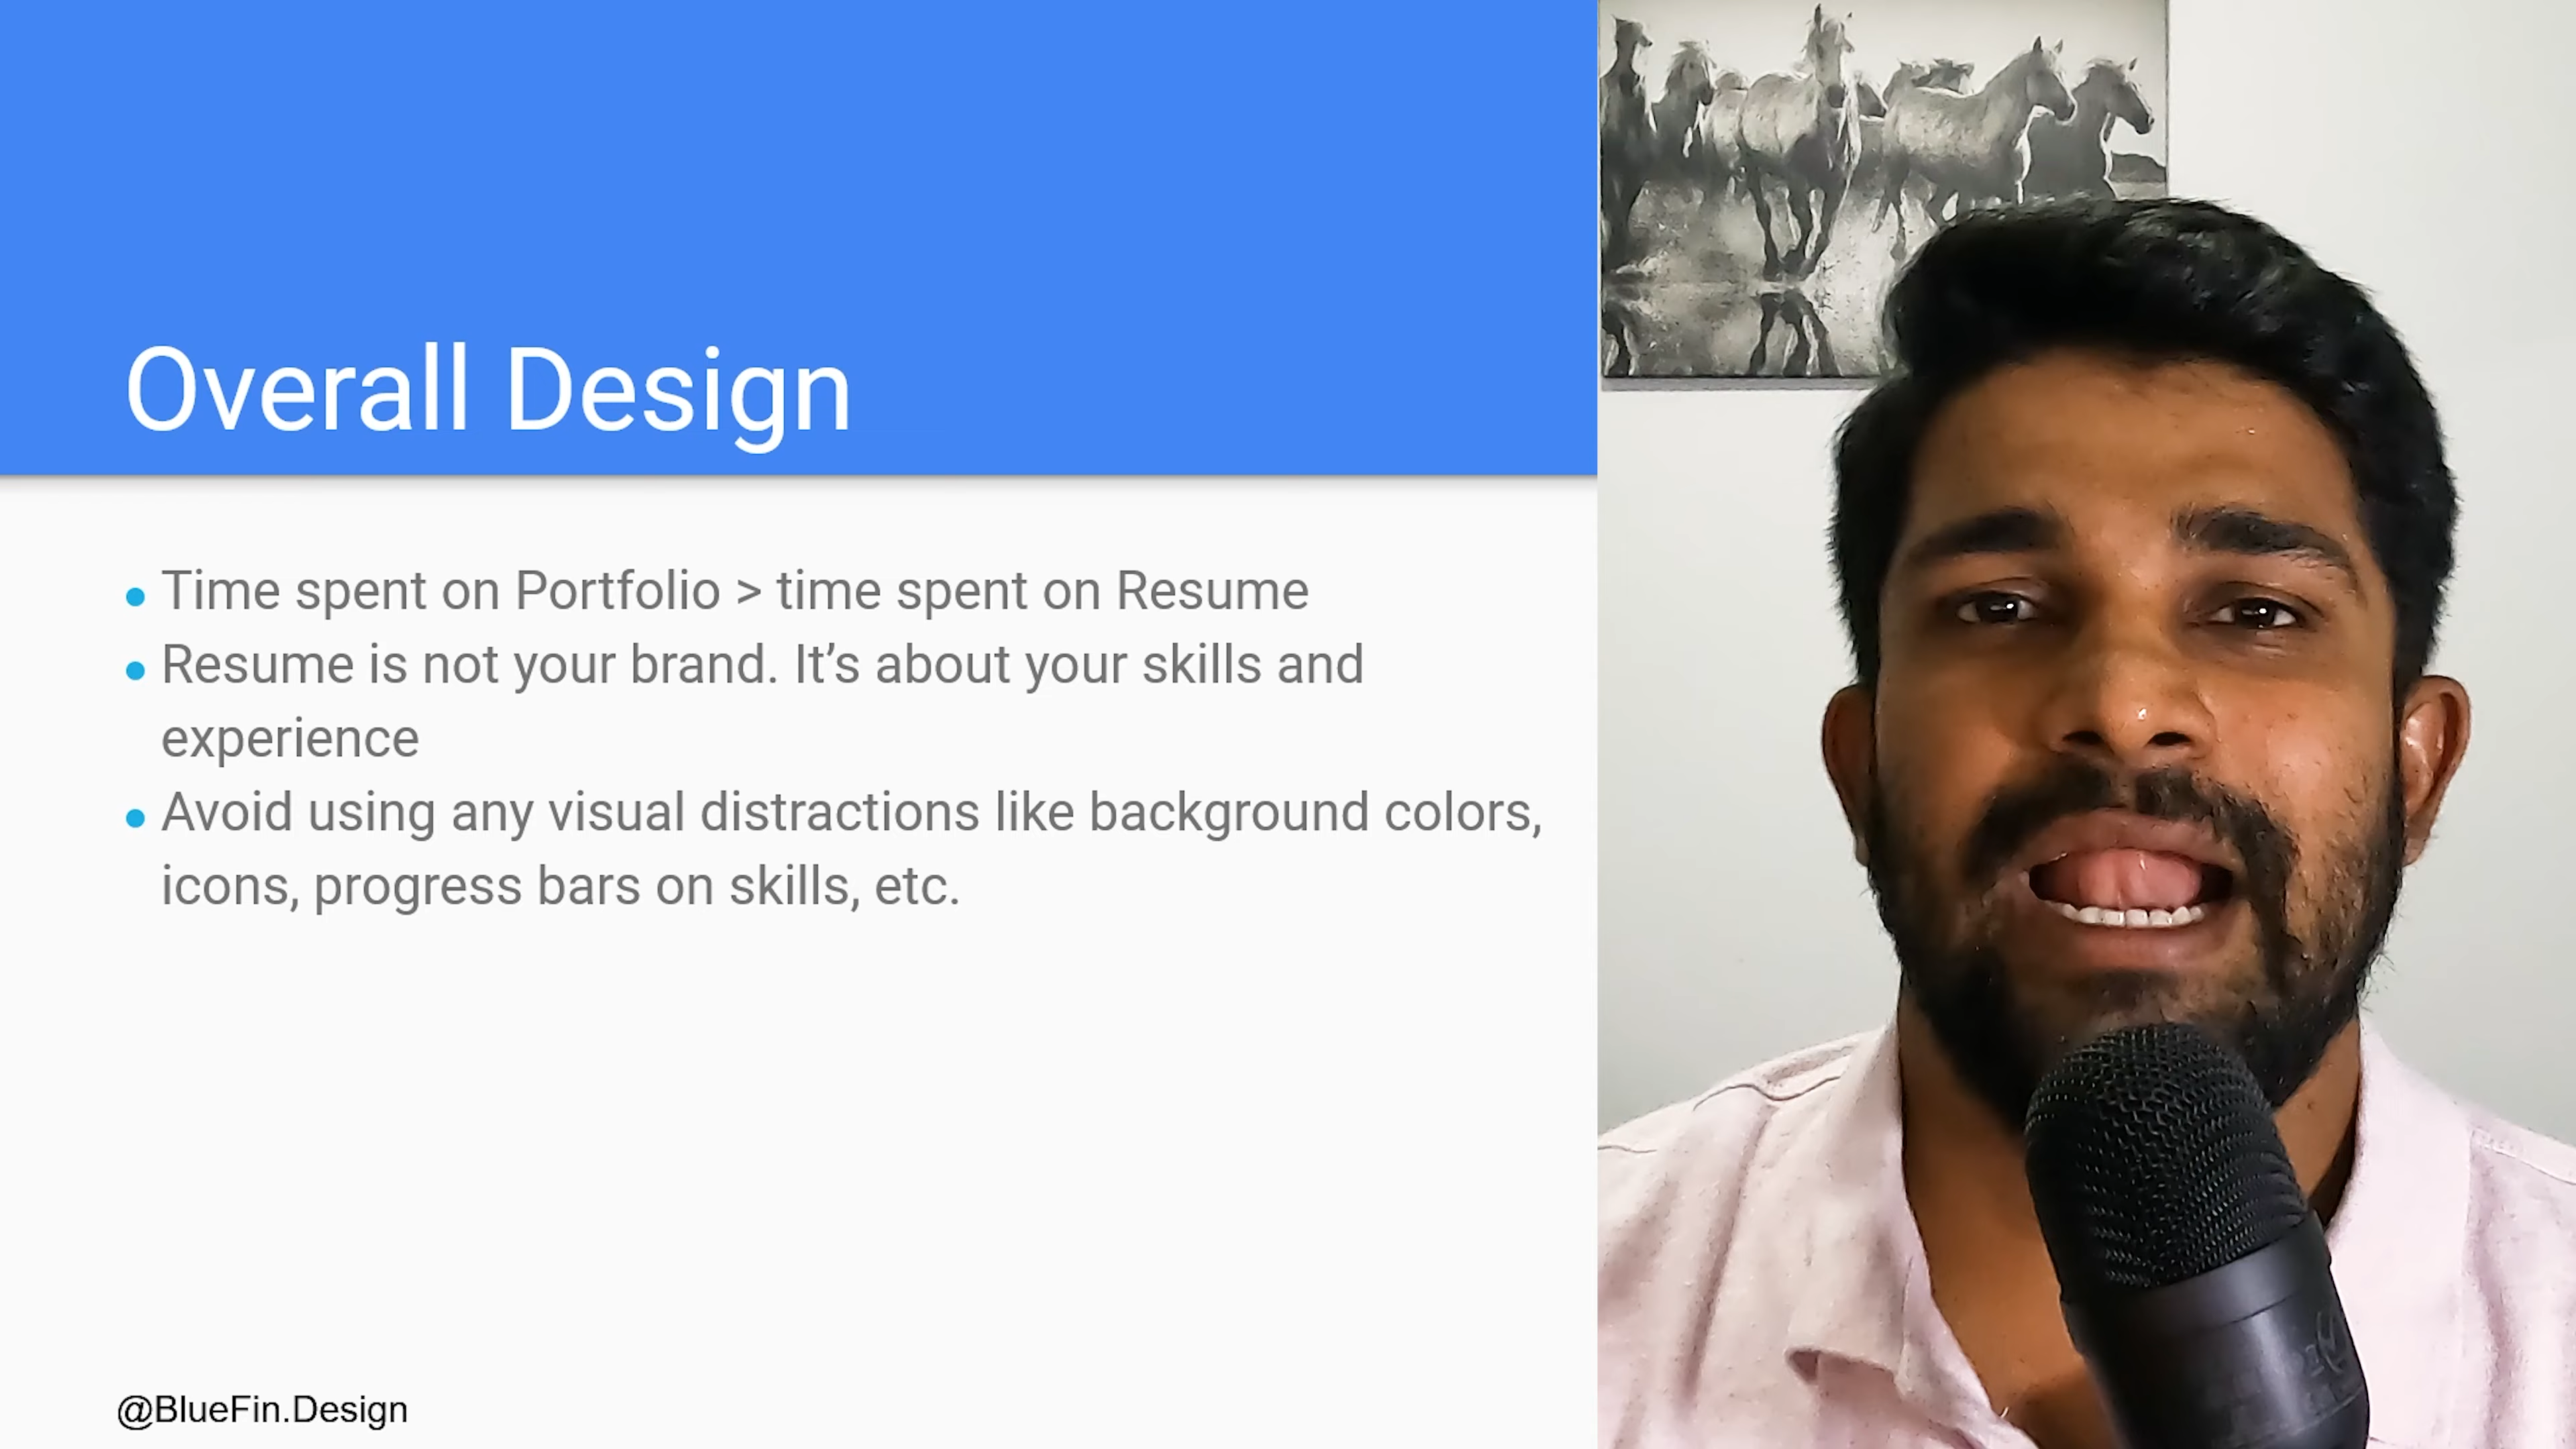 Overall Design
Time spent on Portfolio > time spent on Resume
Resume is not your brand. It’s about your skills and
experience
Avoid using any visual distractions like background colors,
icons, progress bars on skills, etc.
@BlueFin.Design